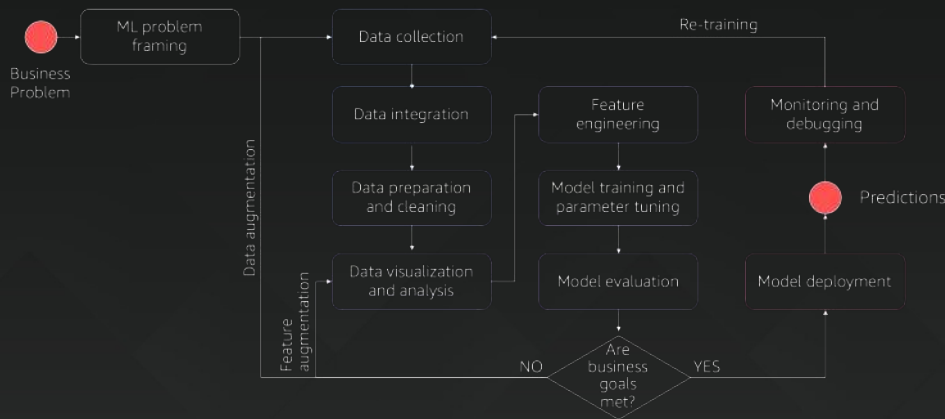 Business
Problem
ML problem
framing
Data collection
Re-training
Data integration
Feature
engineering
Monitoring and
debugging
Data preparation
and cleaning
Model training and
parameter tuning
Predictions
Data augmentation
Data visualization
and analysis
Model evaluation
Model deployment
Feature
augmentation
NO
Are
business
goals
met?
YES